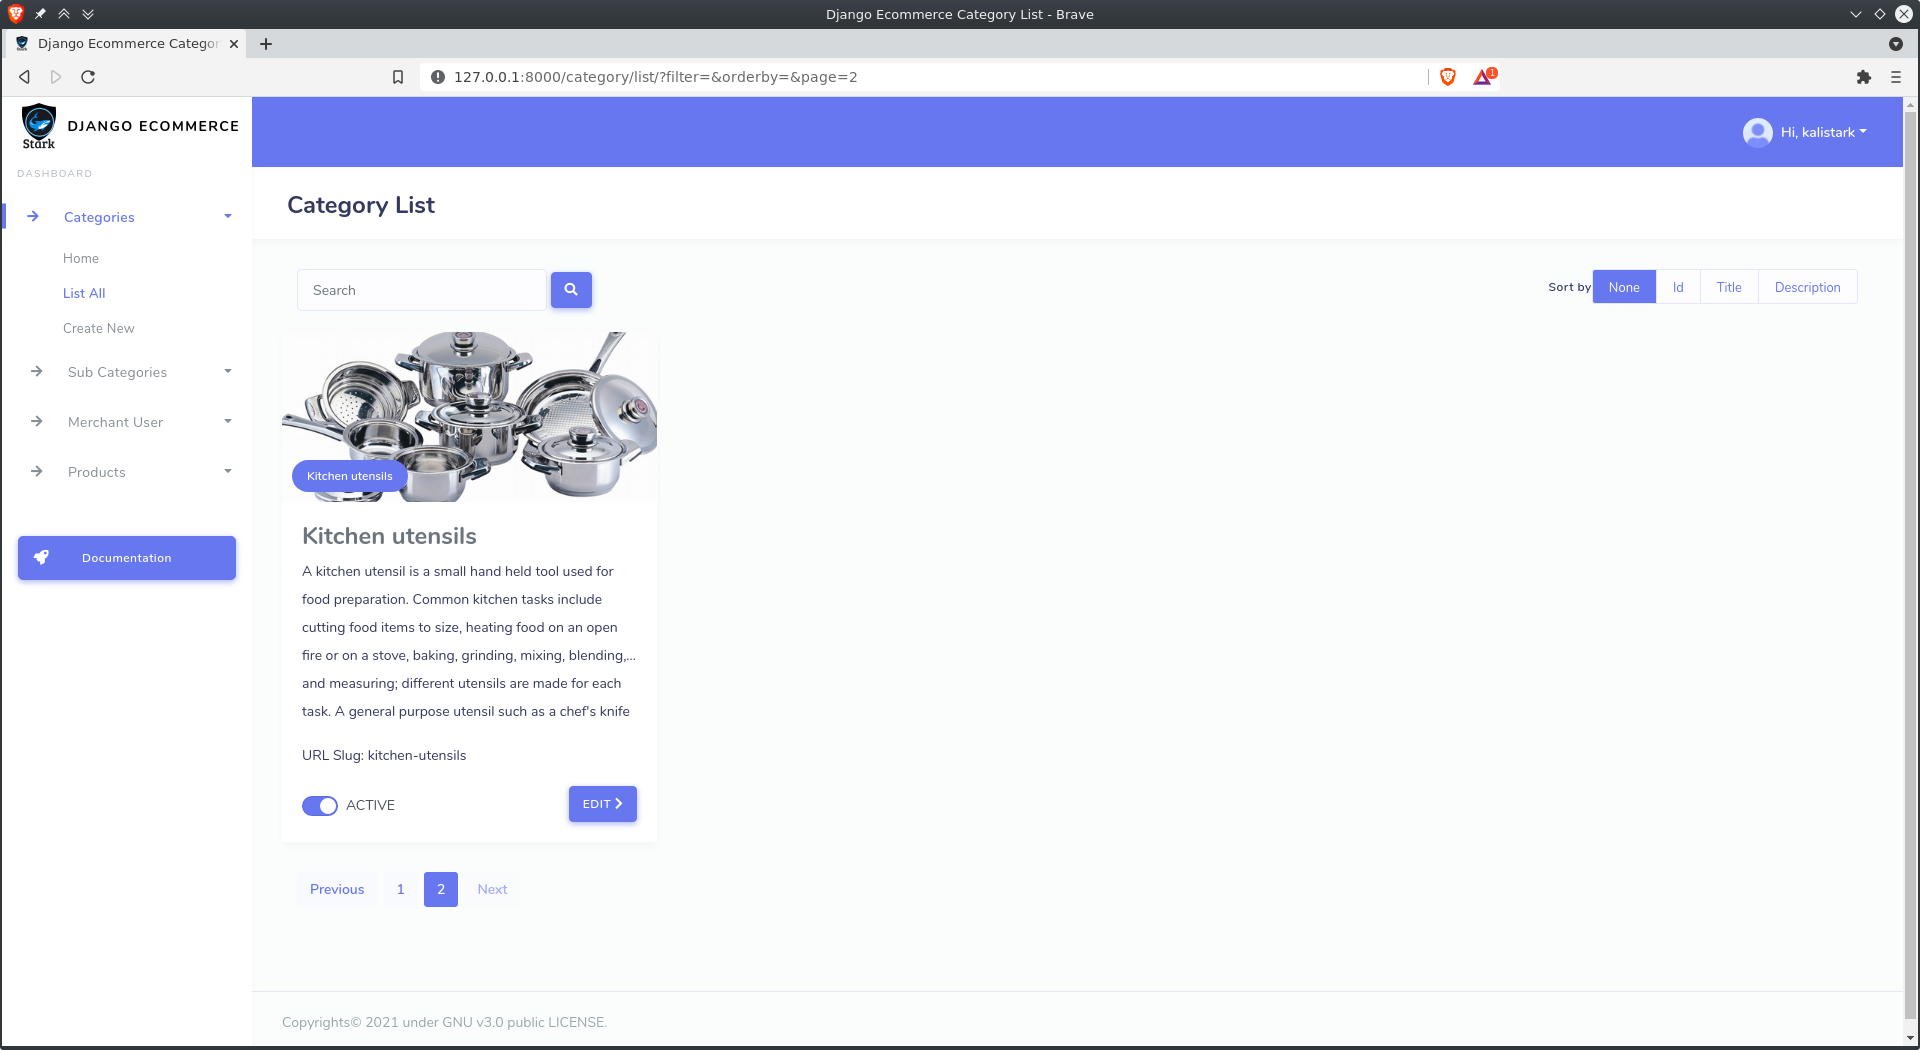 Django Ecommerce Category List - Brave
Django Ecommerce Categor
127.0.0.1:8000/category/list/?filter=&orderby=&page=2
1
Stark
DJANGO ECOMMERCE
Hi, kalistark
DASHBOARD
Categories
Home
List All
Create New
Sub Categories
Merchant User
Products
Documentation
Category List
Search
Sort by
None
Id
Title
Description
Kitchen utensils
Kitchen utensils
A kitchen utensil is a small hand held tool used for
food preparation. Common kitchen tasks include
cutting food items to size, heating food on an open
fire or on a stove, baking, grinding, mixing, blending,...
and measuring; different utensils are made for each
task. A general purpose utensil such as a chef's knife
URL Slug: kitchen-utensils
ACTIVE
EDIT
Previous
1
2
Next
Copyrights© 2021 under GNU v3.0 public LICENSE.